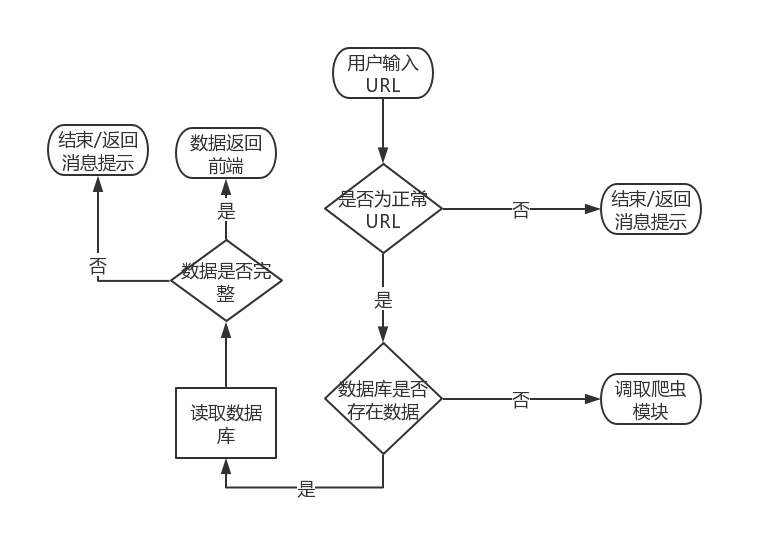 用户输入
URL
结束/返回
消息提示
数据返回
前端
是否为正常
URL
否
结束/返回
消息提示
是
否
数据是否完
整
是
数据库是否
存在数据
否
调取爬虫
模块
读取数据
库
是